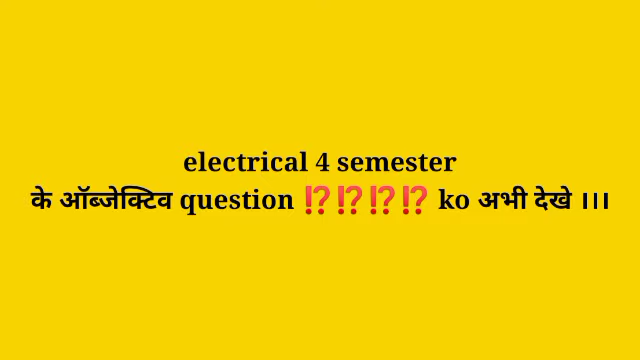 electrical 4 semester
के ऑब्जेक्टिव question ⁉️⁉️⁉️⁉️ ko अभी देखे ।।।